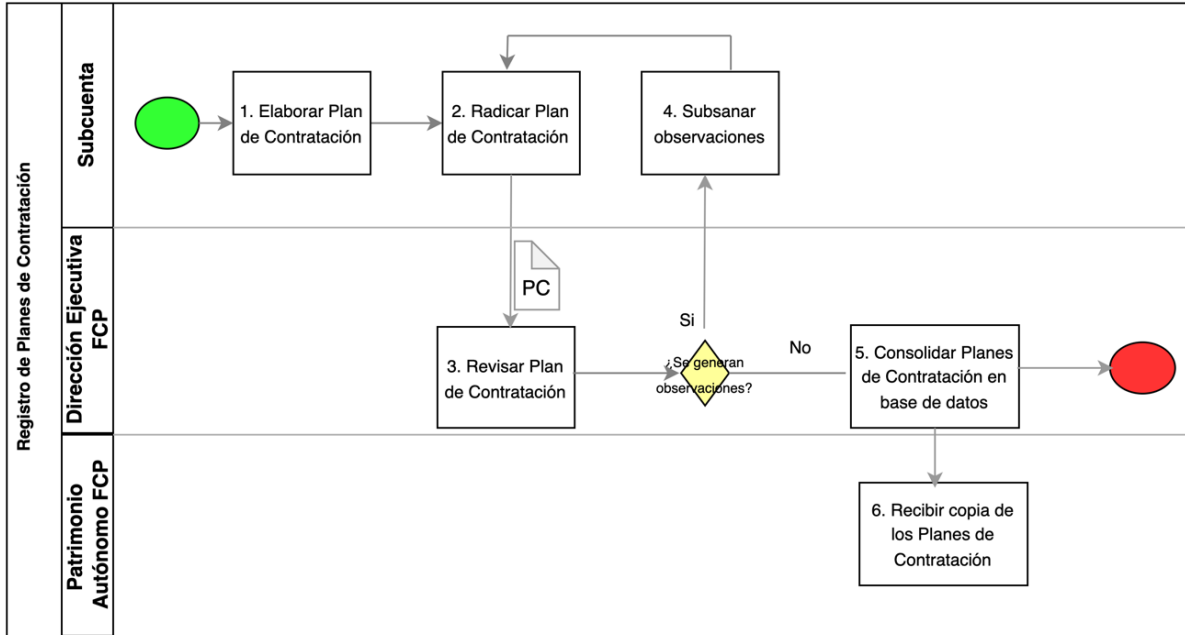 Registro de Planes de Contratación
Subcuenta
1. Elaborar Plan
de Contratación
2. Radicar Plan
de Contratación
4. Subsanar
observaciones
Dirección Ejecutiva
FCP
PC
3. Revisar Plan
de Contratación
Si
¿Se generan
observaciones?
No
5. Consolidar Planes
de Contratación en
base de datos
Patrimonio
Autónomo FCP
6. Recibir copia de
los Planes de
Contratación